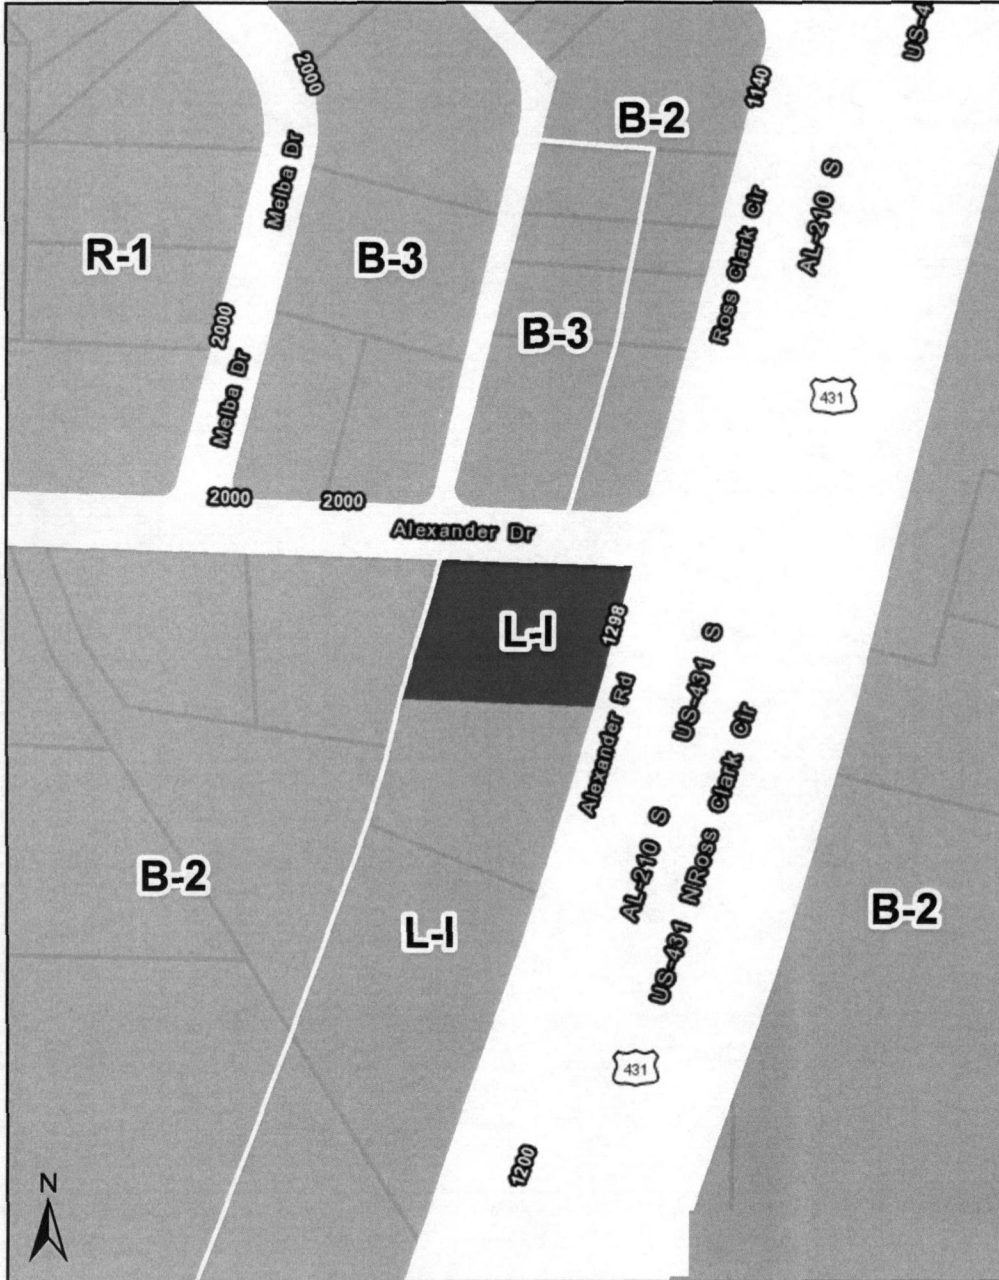 US-4
2000
1140
B-2
Melba Dr
AL-210 S
Ross Clark Cir
R-1
B-3
2000
B-3
Melba Dr
431
2000
2000
Alexander Dr
L-I
1298
US-431 S
Alexander Rd
Ross Clark Cir
AL-210 S
B-2
B-2
L-I
US-431 N
431
1200
N